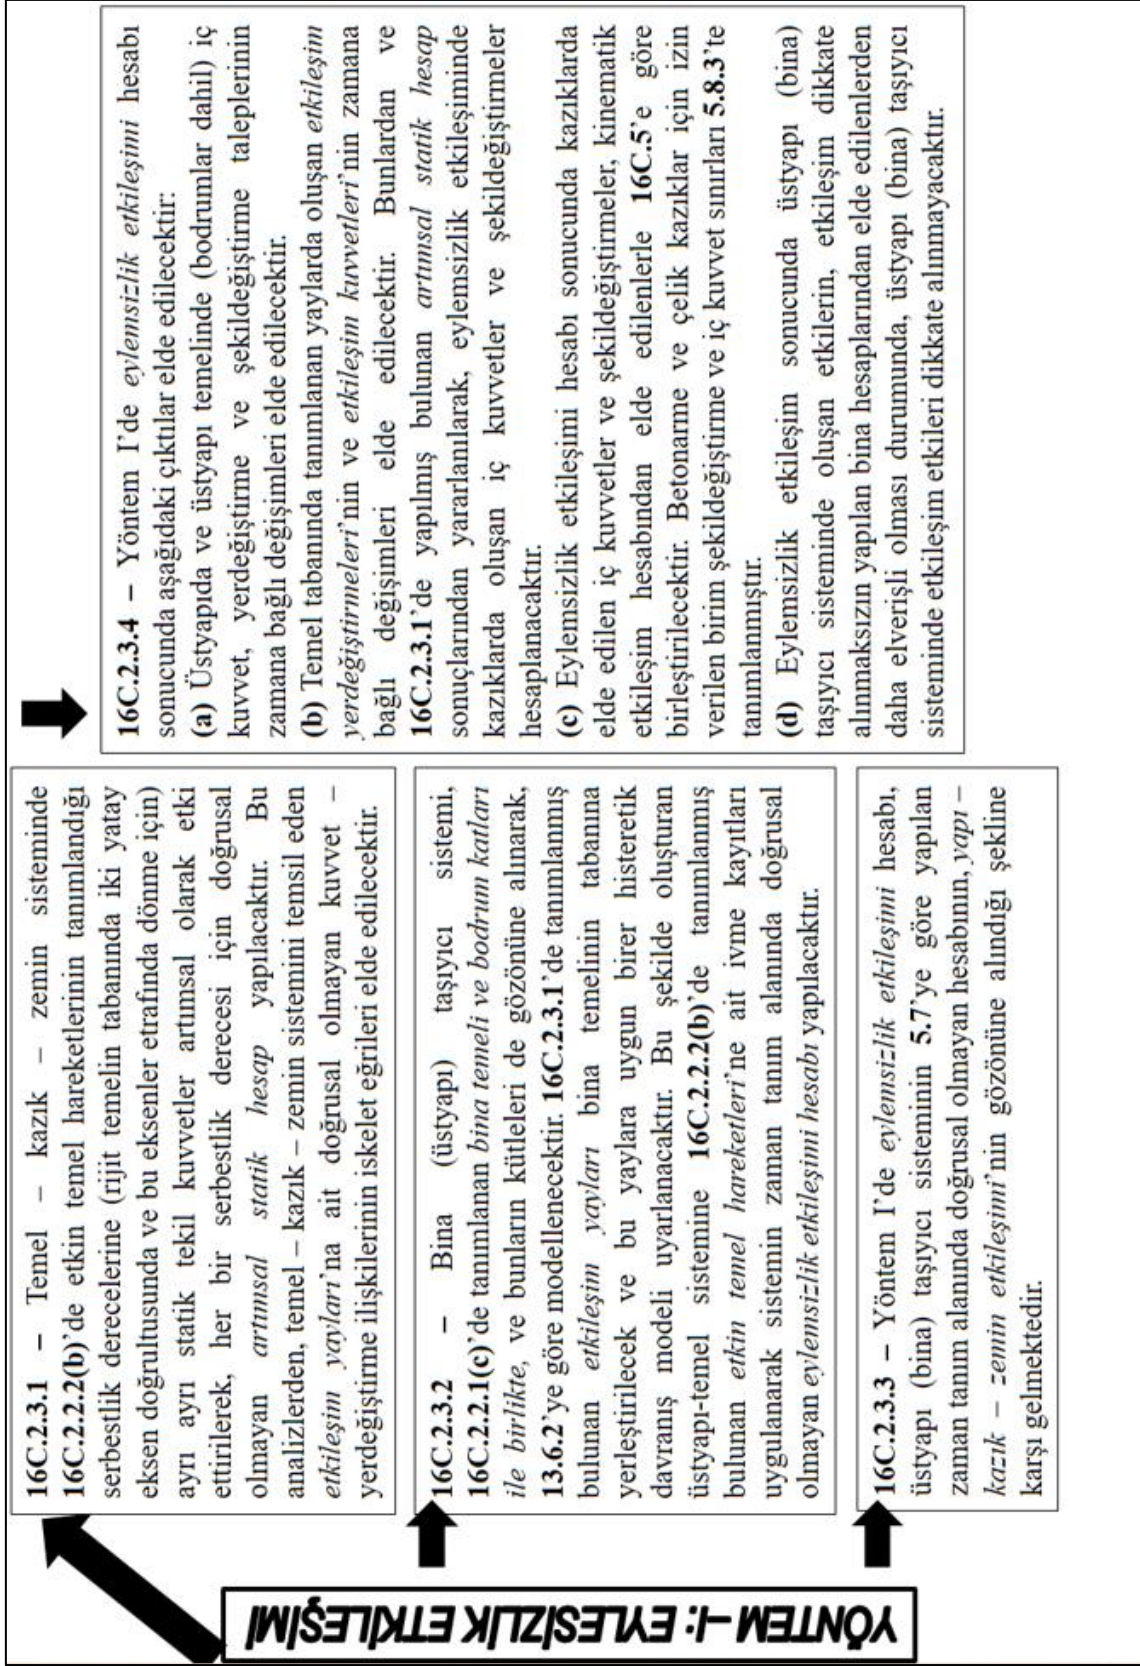 YÖNTEM –I: EYLESİZLİK ETKİLEŞİMİ
16C.2.3.1 – Temel – kazık – zemin sisteminde
16C.2.2.2(b)’de etkin temel hareketlerinin tanımlandığı
serbestlik derecelerine (rijit temelin tabanında iki yatay
eksen doğrultusunda ve bu eksenler etrafında dönme için)
ayrı ayrı statik tekil kuvvetler artımsal olarak etki
ettirilerek, her bir serbestlik derecesi için doğrusal
olmayan artımsal statik hesap yapılacaktır. Bu
analizlerden, temel – kazık – zemin sistemini temsil eden
etkileşim yayları’na ait doğrusal olmayan kuvvet –
yerdeğiştirme ilişkilerinin iskelet eğrileri elde edilecektir.
16C.2.3.2 – Bina (üstyapı) taşıyıcı sistemi,
16C.2.2.1(c)’de tanımlanan bina temeli ve bodrum katları
ile birlikte, ve bunların kütleleri de gözönüne alınarak,
13.6.2’ye göre modellenecektir. 16C.2.3.1’de tanımlanmış
bulunan etkileşim yayları bina temelinin tabanına
yerleştirilecek ve bu yaylara uygun birer histeretik
davranış modeli uyarlanacaktır. Bu şekilde oluşturan
üstyapı-temel sistemine 16C.2.2.2(b)’de tanımlanmış
bulunan etkin temel hareketleri’ne ait ivme kayıtları
uygulanarak sistemin zaman tanım alanında doğrusal
olmayan eylemsizlik etkileşimi hesabı yapılacaktır.
16C.2.3.3 – Yöntem I’de eylemsizlik etkileşimi hesabı,
üstyapı (bina) taşıyıcı sisteminin 5.7’ye göre yapılan
zaman tanım alanında doğrusal olmayan hesabının, yapı –
kazık – zemin etkileşimi’nin gözönüne alındığı şekline
karşı gelmektedir.
16C.2.3.4 – Yöntem I’de eylemsizlik etkileşimi hesabı
sonucunda aşağıdaki çıktılar elde edilecektir:
(a) Üstyapıda ve üstyapı temelinde (bodrumlar dahil) iç
kuvvet, yerdeğiştirme ve şekildeğiştirme taleplerinin
zamana bağlı değişimleri elde edilecektir.
(b) Temel tabanında tanımlanan yaylarda oluşan etkileşim
yerdeğiştirmeleri’nin ve etkileşim kuvvetleri’nin zamana
bağlı değişimleri elde edilecektir. Bunlardan ve
16C.2.3.1’de yapılmış bulunan artımsal statik hesap
sonuçlarından yararlanılarak, eylemsizlik etkileşiminde
kazıklarda oluşan iç kuvvetler ve şekildeğiştirmeler
hesaplanacaktır.
(c) Eylemsizlik etkileşimi hesabı sonucunda kazıklarda
elde edilen iç kuvvetler ve şekildeğiştirmeler, kinematik
etkileşim hesabından elde edilenlerle 16C.5’e göre
birleştirilecektir. Betonarme ve çelik kazıklar için izin
verilen birim şekildeğiştirme ve iç kuvvet sınırları 5.8.3’te
tanımlanmıştır.
(d) Eylemsizlik etkileşim sonucunda üstyapı (bina)
taşıyıcı sisteminde oluşan etkilerin, etkileşim dikkate
alınmaksızın yapılan bina hesaplarından elde edilenlerden
daha elverişli olması durumunda, üstyapı (bina) taşıyıcı
sisteminde etkileşim etkileri dikkate alınmayacaktır.